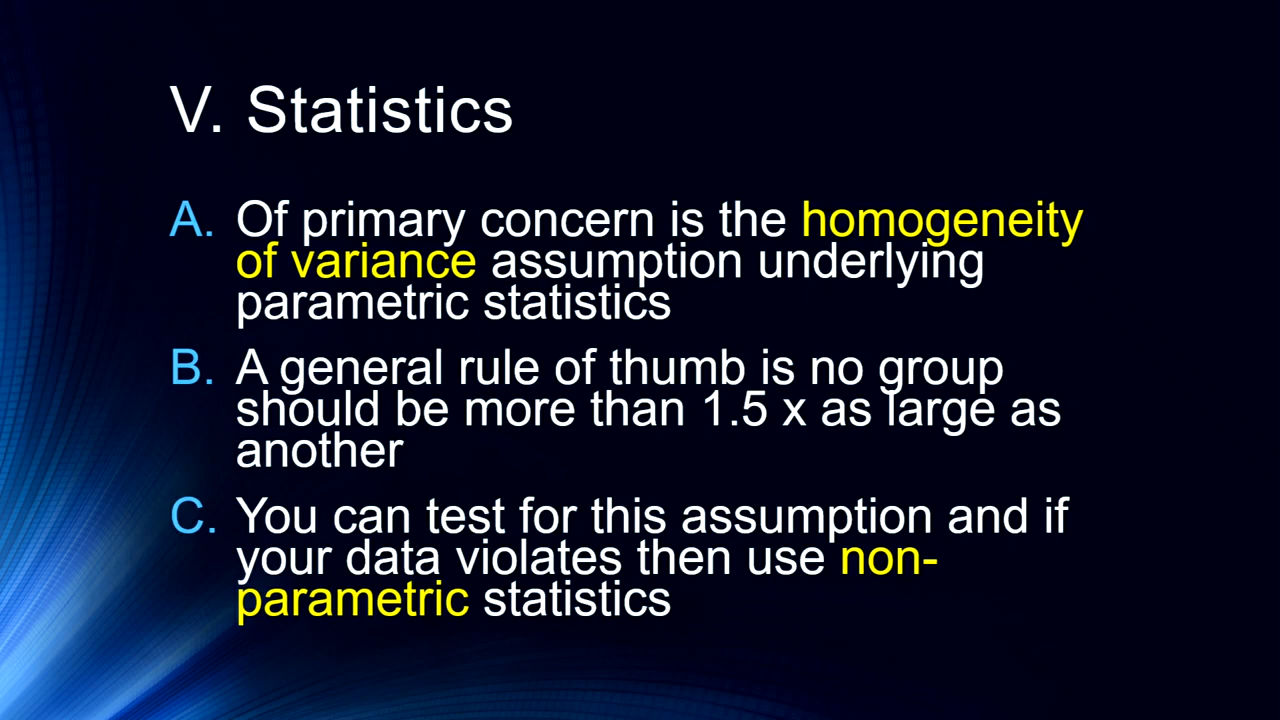 V. Statistics
A. Of primary concern is the homogeneity
of variance assumption underlying
parametric statistics
B. A general rule of thumb is no group
should be more than 1.5 x as large as
another
C. You can test for this assumption and if
your data violates then use non-
parametric statistics